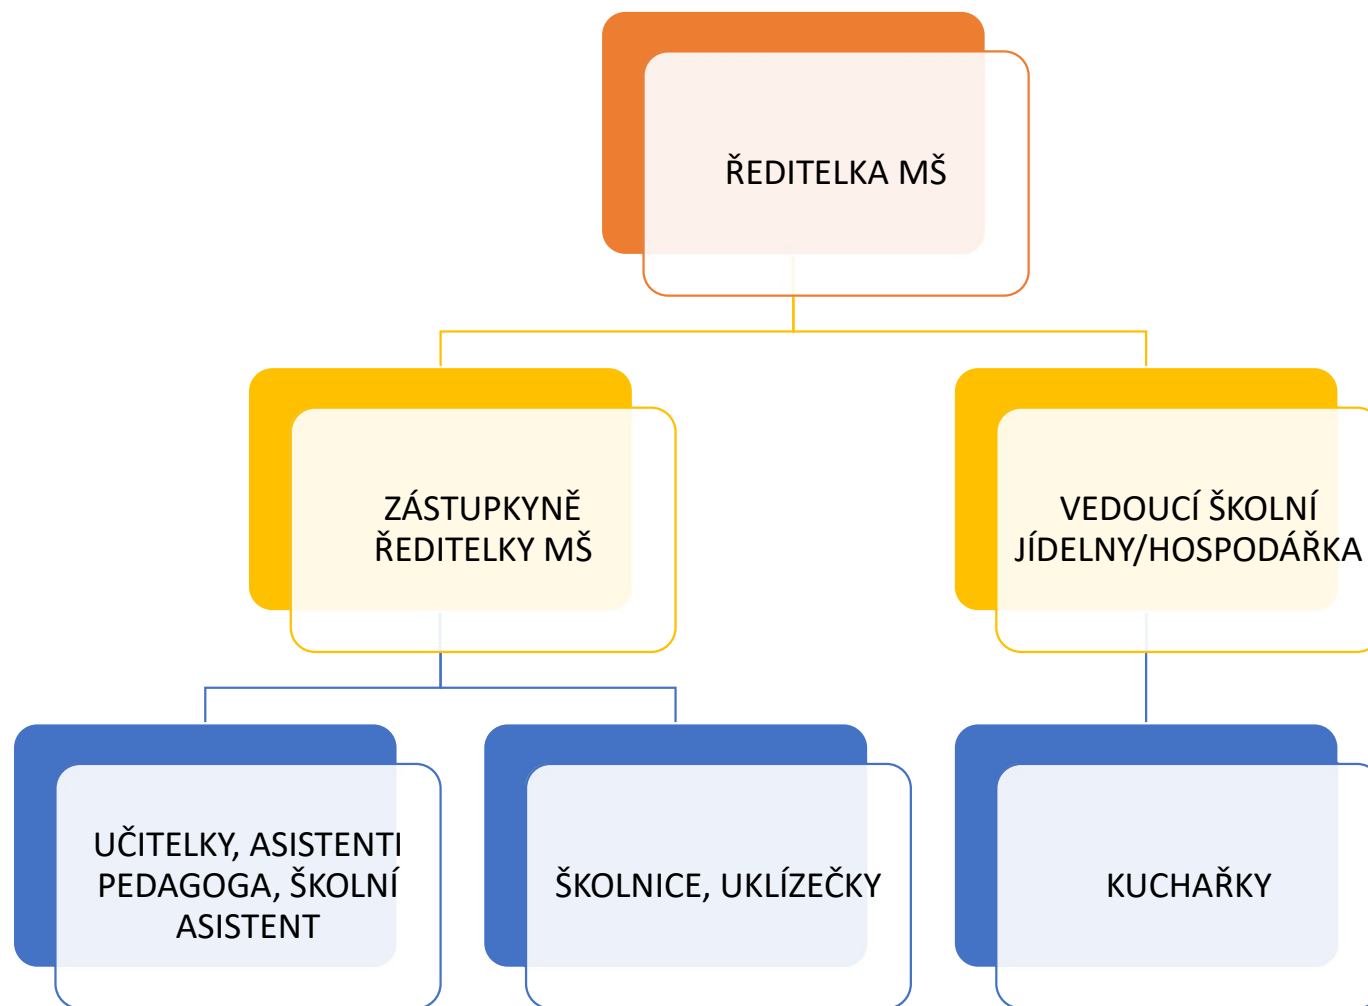 ŘEDITELKA MŠ
ZÁSTUPKYNĚ
ŘEDITELKY MŠ
VEDOUCÍ ŠKOLNÍ
JÍDELNY/HOSPODÁŘKA
UČITELKY, ASISTENTI
PEDAGOGA, ŠKOLNÍ
ASISTENT
ŠKOLNICE, UKLÍZEČKY
KUCHAŘKY